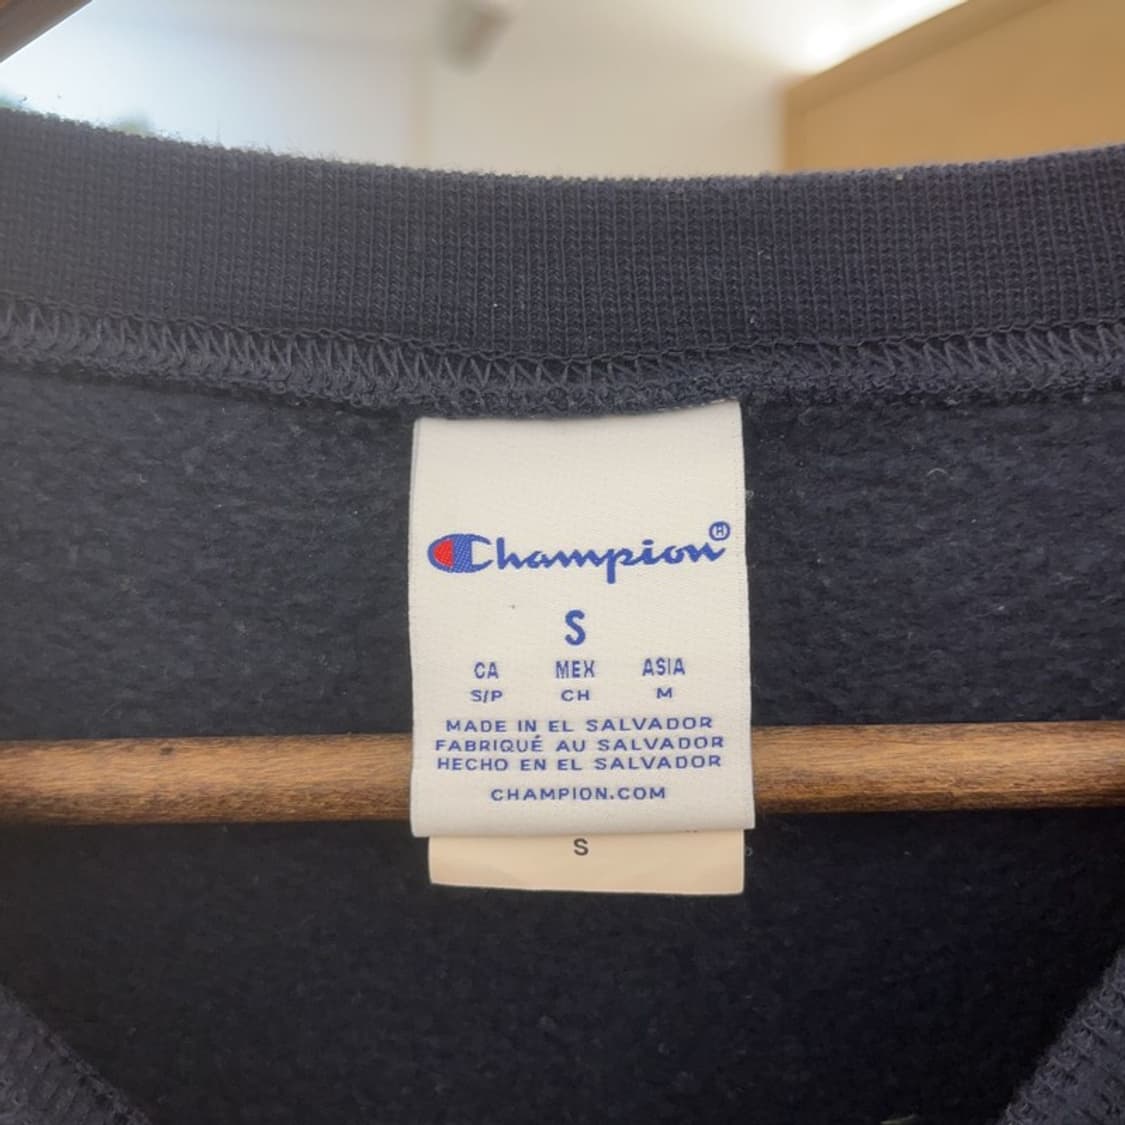 Champion®
S
CA MEX ASIA
S/P CH M
MADE IN EL SALVADOR
FABRIQUÉ AU SALVADOR
HECHO EN EL SALVADOR
CHAMPION.COM
S